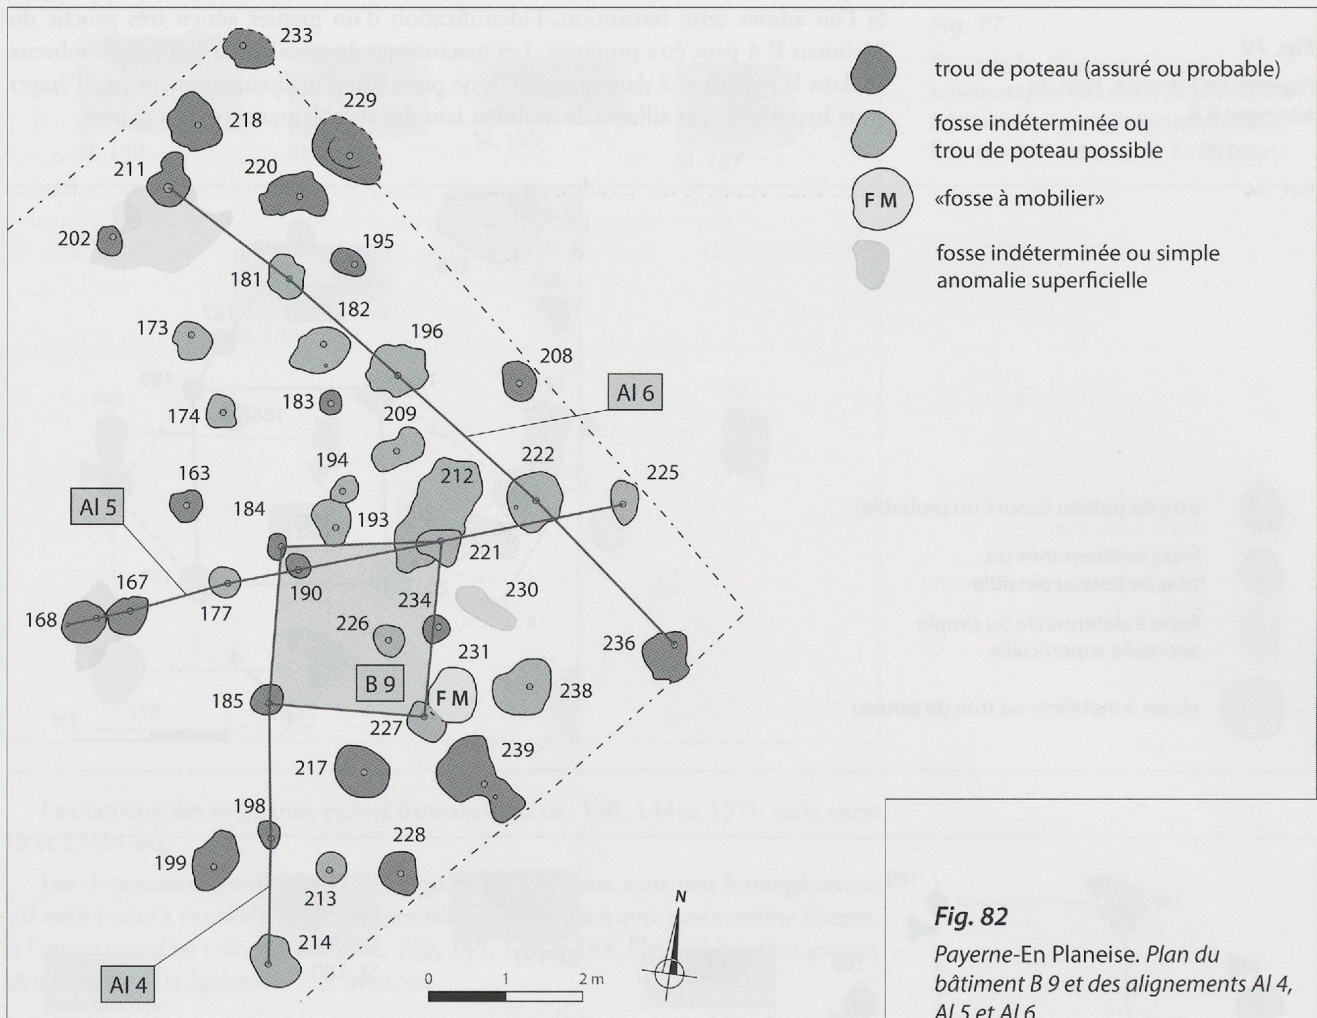 233
218
229
211
220
202
195
181
182
173
196
208
174
183
209
Al 6
194
212
222
225
163
Al 5
184
193
221
190
167
177
168
234
230
226
236
231
B 9
F M
185
238
227
217
239
198
199
228
213
214
Al 4
0
2 m
N
trou de poteau (assuré ou probable)
fosse indéterminée ou
trou de poteau possible
F M
«fosse à mobilier»
fosse indéterminée ou simple
anomalie superficielle
Fig. 82
Payerne-En Planeise. Plan du
bâtiment B 9 et des alignements Al 4,
Al 5 et Al 6